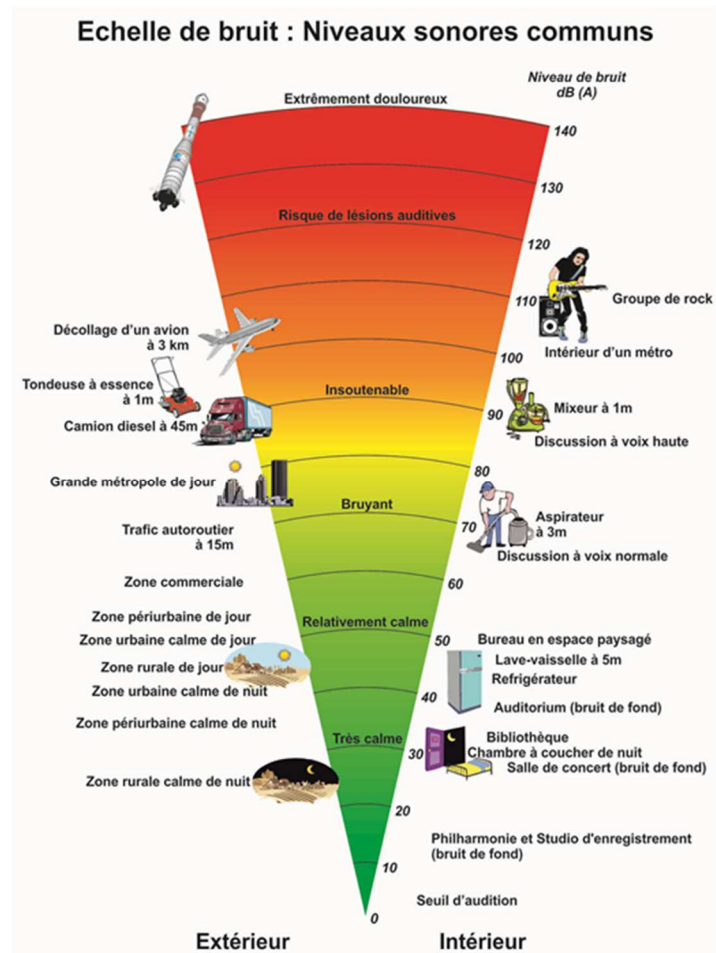 Echelle de bruit : Niveaux sonores communs
Niveau de bruit
dB (A)
Extrêmement douloureux
140
130
Risque de lésions auditives
120
110
Groupe de rock
Décollage d'un avion
à 3 km
Intérieur d'un métro
100
Tondeuse à essence
à 1m
Insoutenable
90
Mixeur à 1m
Camion diesel à 45m
Discussion à voix haute
80
Grande métropole de jour
Bruyant
Aspirateur
à 3m
70
Trafic autoroutier
à 15m
Discussion à voix normale
Zone commerciale
60
Zone périurbaine de jour
Relativement calme
Zone urbaine calme de jour
50
Bureau en espace paysagé
Lave-vaisselle à 5m
Zone rurale de jour
Refrigérateur
Zone urbaine calme de nuit
40
Auditorium (bruit de fond)
Zone périurbaine calme de nuit
Très calme
Bibliothèque
30
Chambre à coucher de nuit
Salle de concert (bruit de fond)
Zone rurale calme de nuit
20
Philharmonie et Studio d'enregistrement
(bruit de fond)
10
Seuil d'audition
0
Extérieur
Intérieur